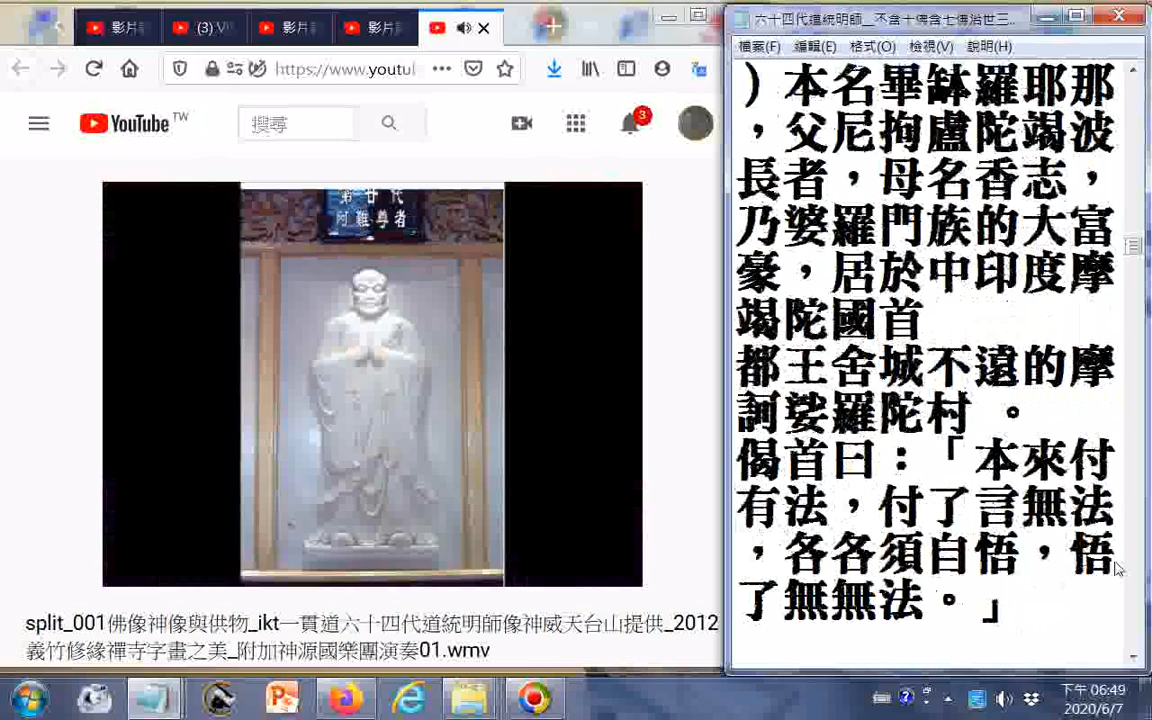 影片
(3) Y
影片
影片
六十四代道統明師__不含十佛含七佛治世三...
https://www.youtu
檔案(F) 編輯(E) 格式(O) 檢視(V) 說明(H)
YouTube TW
搜尋
3
第廿代
阿難尊者
）本名畢缽羅耶那
，父尼拘盧陀竭波
長者，母名香志，
乃婆羅門族的大富
豪，居於中印度摩
竭陀國首
都王舍城不遠的摩
訶娑羅陀村 。
偈首曰：「本來付
有法，付了言無法
，各各須自悟，悟
了無無法。」
split_001佛像神像與供物_ikt一貫道六十四代道統明師像神威天台山提供_2012
義竹修緣禪寺字畫之美_附加神源國樂團演奏01.wmv
下午 06:49
2020/6/7